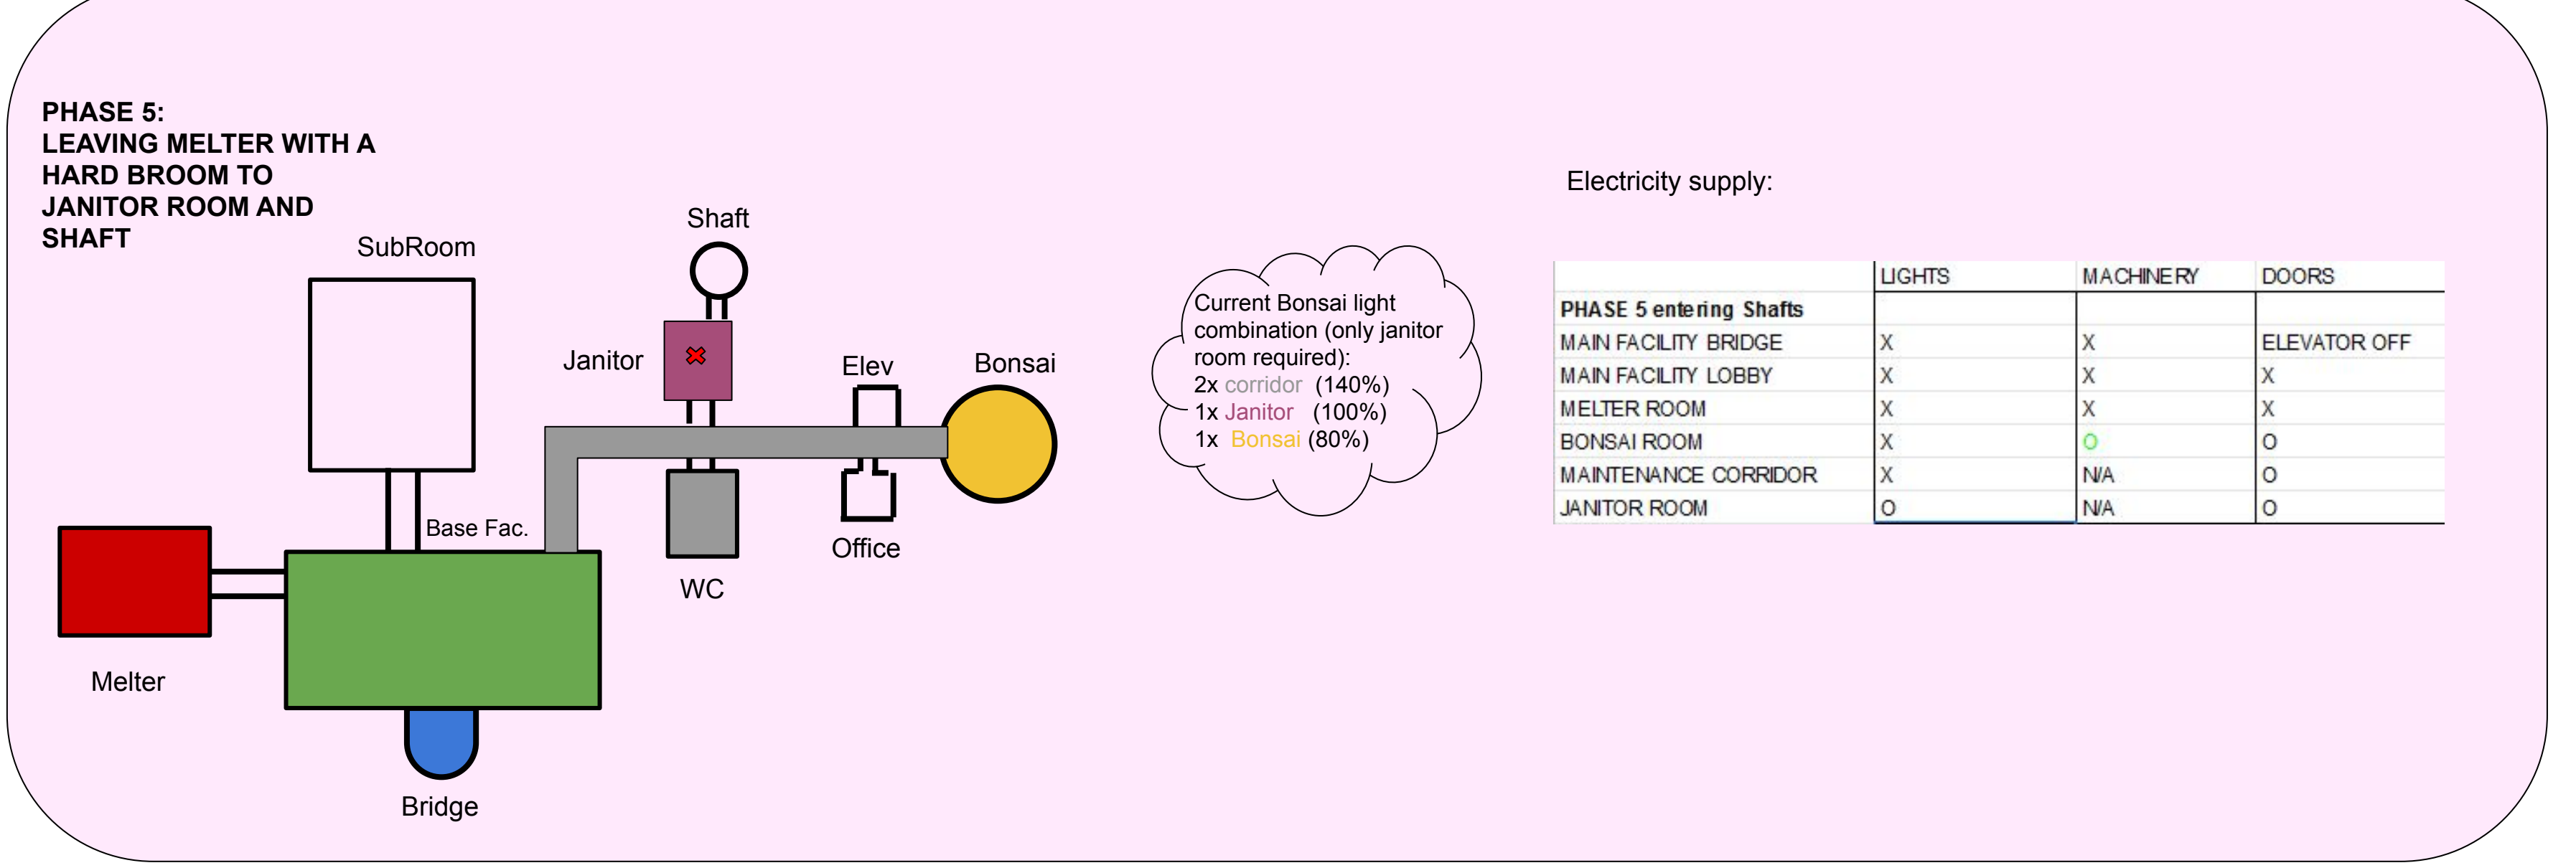 PHASE 5:
LEAVING MELTER WITH A
HARD BROOM TO
JANITOR ROOM AND
SHAFT
SubRoom
Shaft
Janitor
Elev
Bonsai
Base Fac.
Office
WC
Melter
Bridge
Current Bonsai light
combination (only janitor
room required):
2x corridor (140%)
1x Janitor (100%)
1x Bonsai (80%)
Electricity supply:
LIGHTS MACHINERY DOORS
PHASE 5 entering Shafts
MAIN FACILITY BRIDGE X X ELEVATOR OFF
MAIN FACILITY LOBBY X X X
MELTER ROOM X X X
BONSAI ROOM X O O
MAINTENANCE CORRIDOR X N/A O
JANITOR ROOM O N/A O